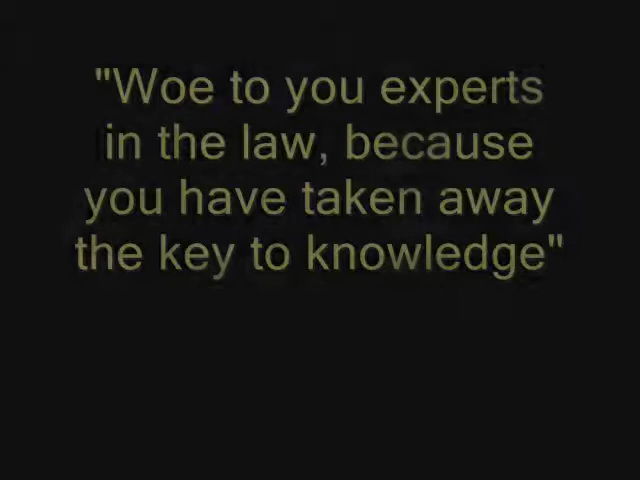 "Woe to you experts
in the law, because
you have taken away
the key to knowledge"